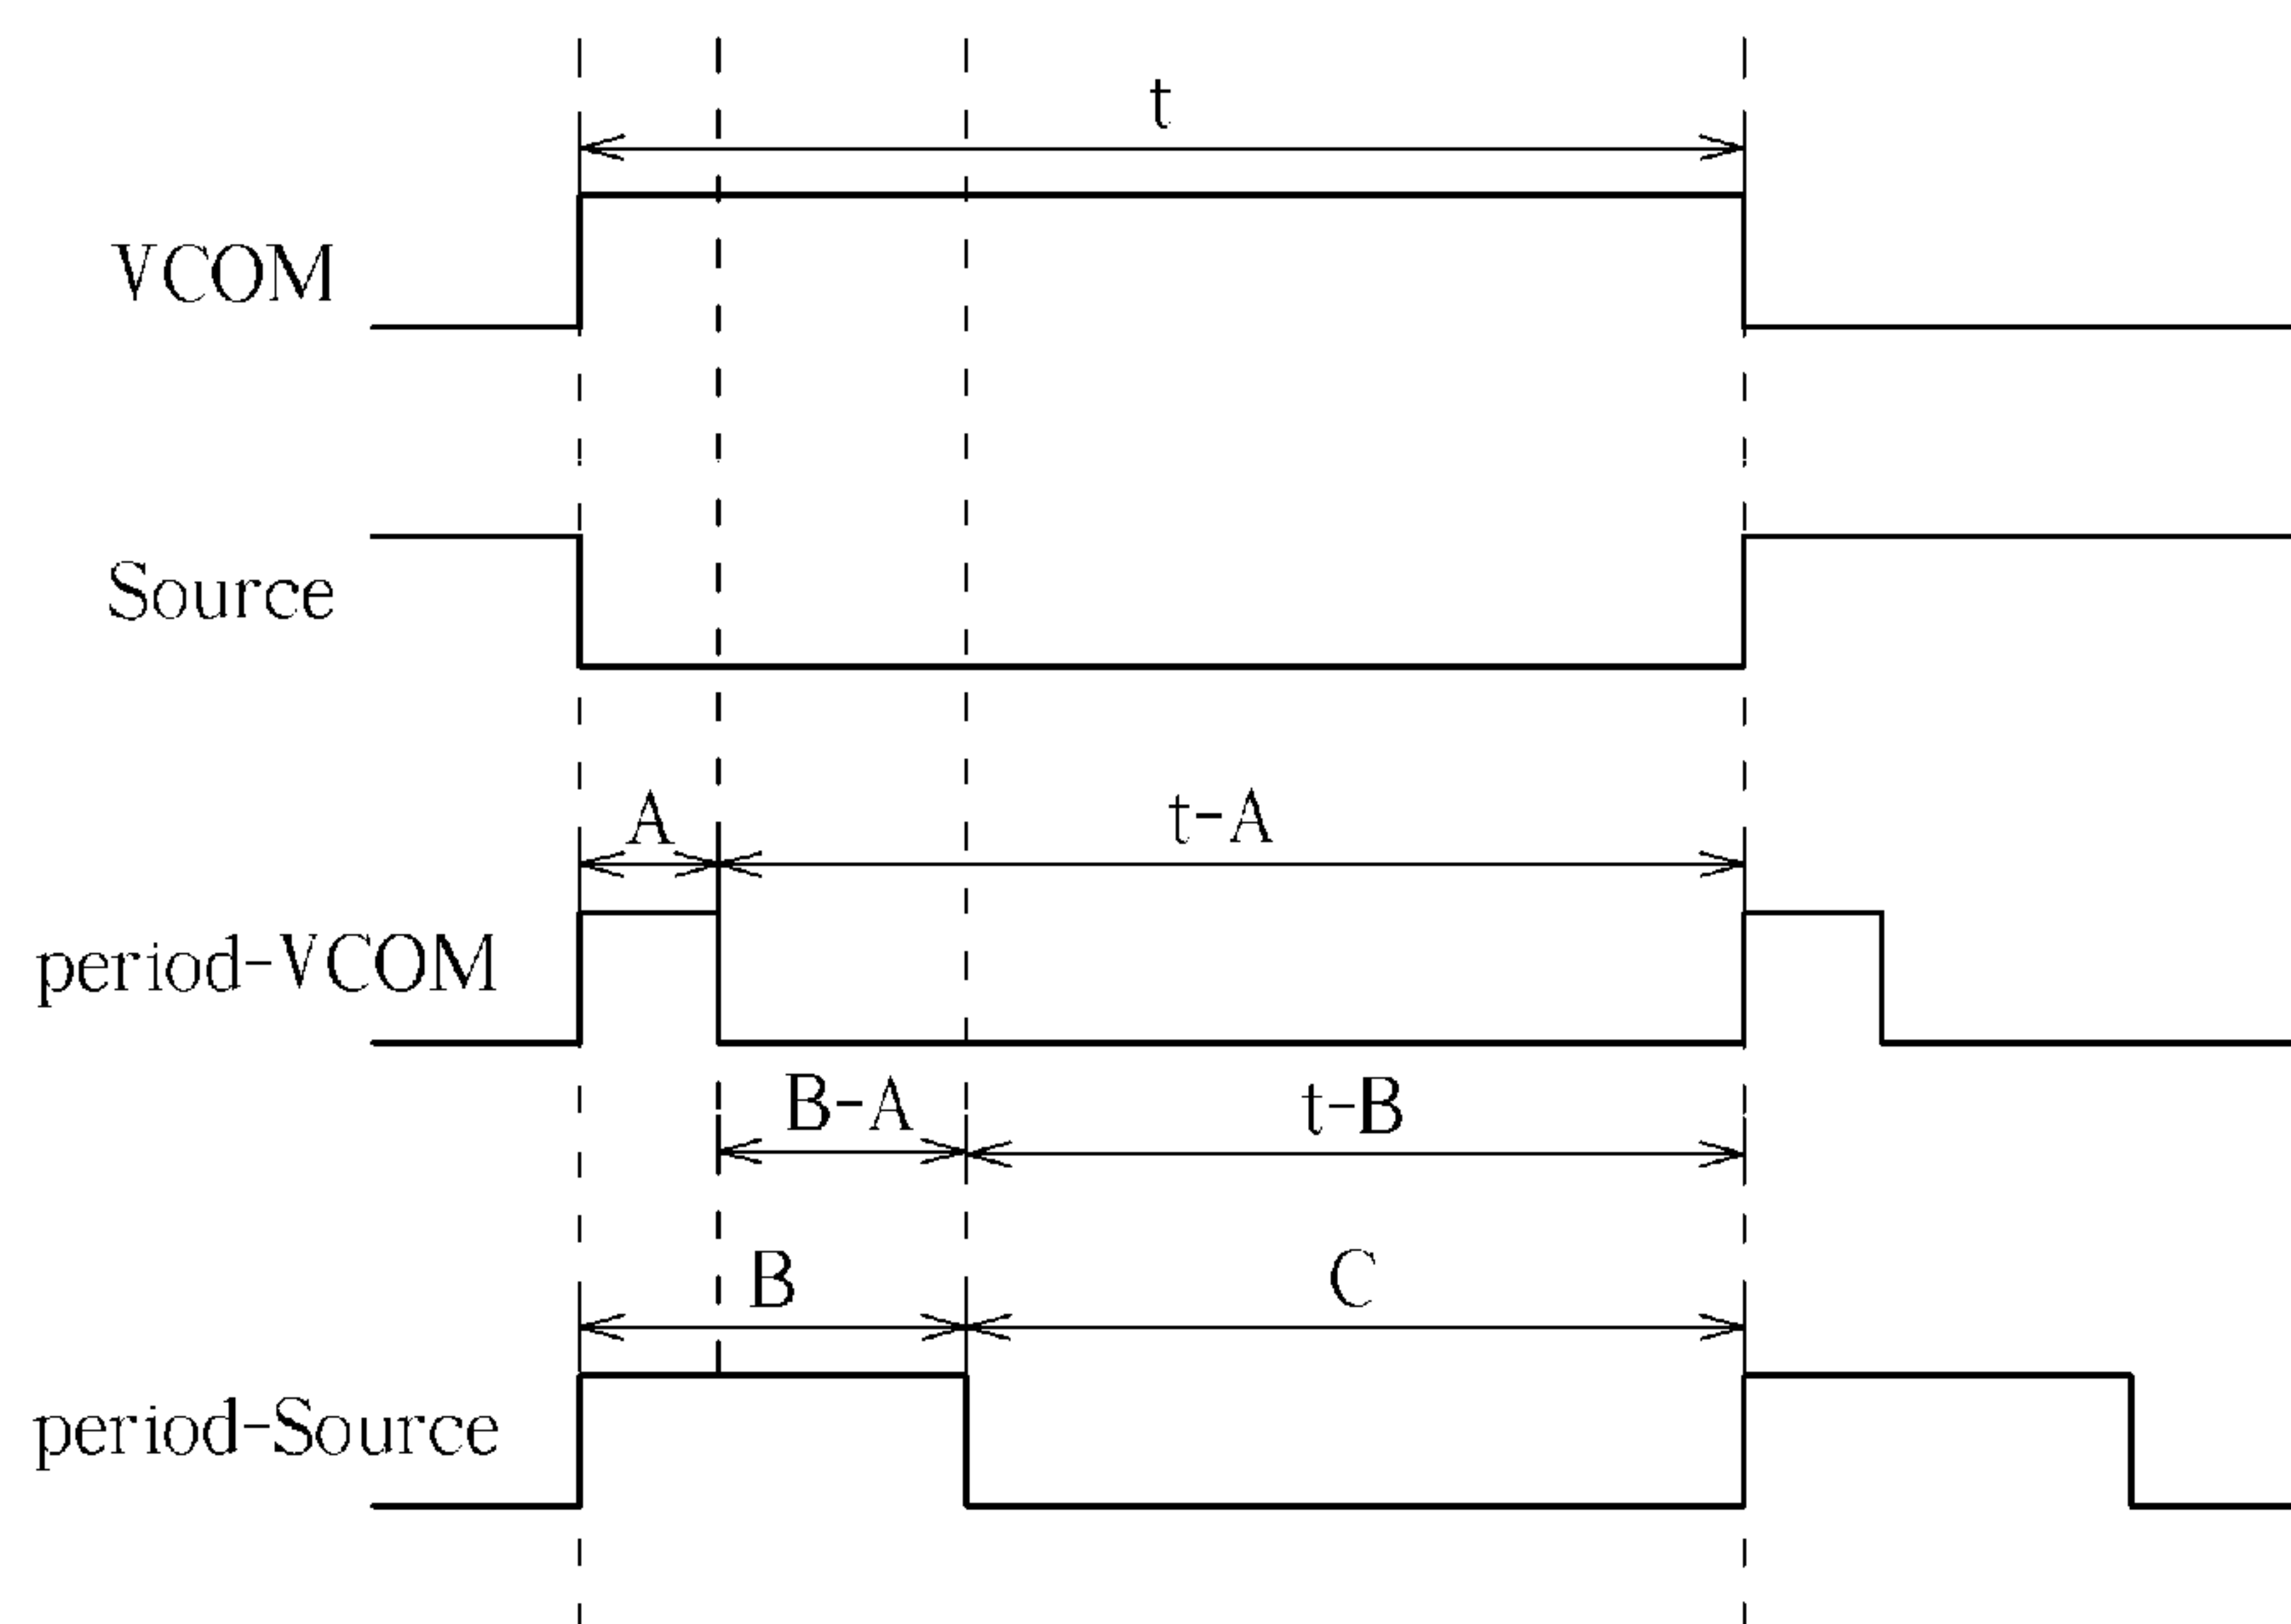 t
VCOM
Source
A
t-A
period-VCOM
B-A
t-B
B
C
period-Source